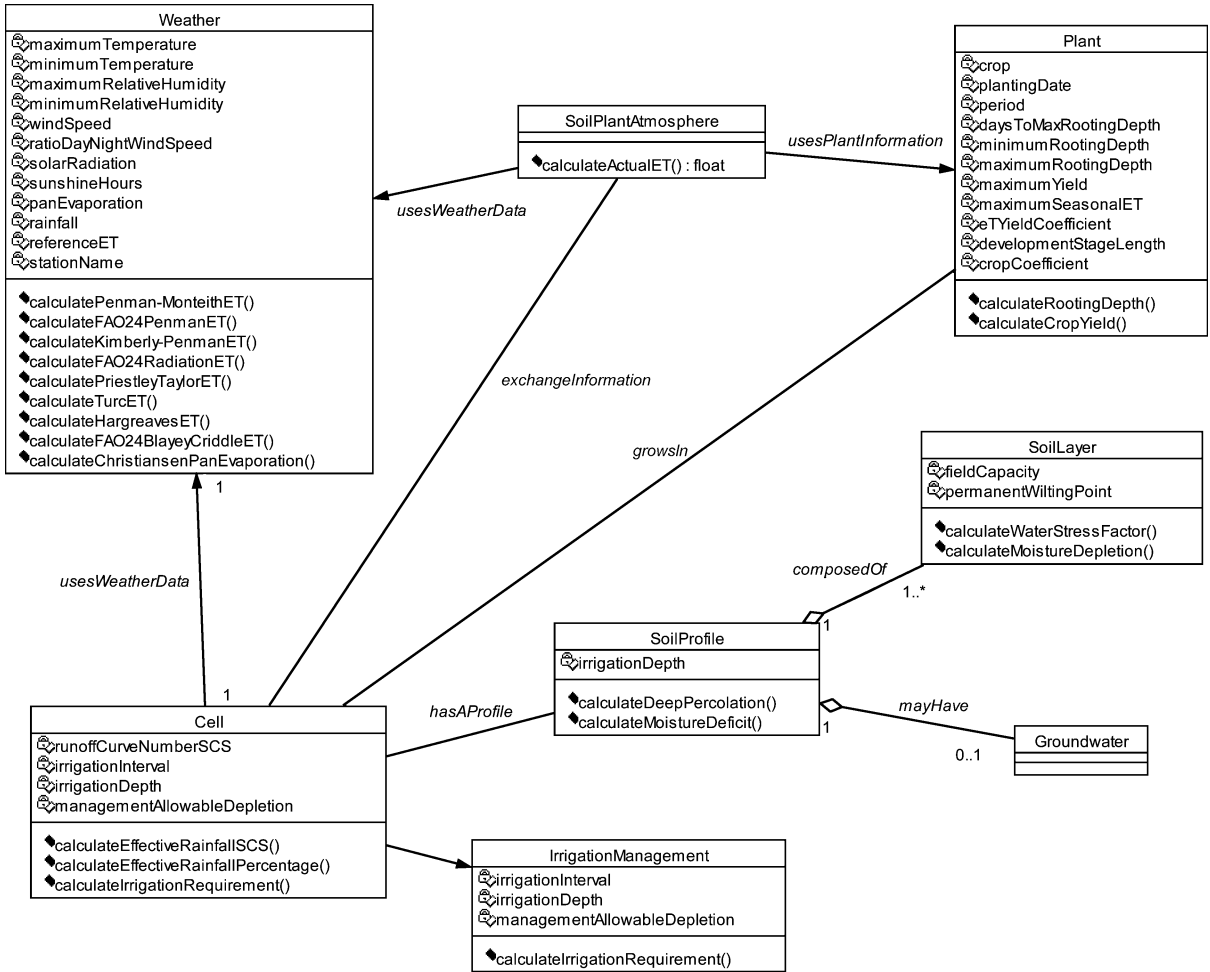 Weather
maximumTemperature
minimumTemperature
maximumRelativeHumidity
minimumRelativeHumidity
windSpeed
ratioDayNightWindSpeed
solarRadiation
sunshineHours
panEvaporation
rainfall
referenceET
stationName
calculatePenman-MonteithET()
calculateFAO24PenmanET()
calculateKimberly-PenmanET()
calculateFAO24RadiationET()
calculatePriestleyTaylorET()
calculateTurcET()
calculateHargreavesET()
calculateFAO24BlayeyCriddleET()
calculateChristiansenPanEvaporation()
SoilPlantAtmosphere
calculateActualET() : float
usesPlantInformation
usesWeatherData
Plant
crop
plantingDate
period
daysToMaxRootingDepth
minimumRootingDepth
maximumRootingDepth
maximumYield
maximumSeasonalET
eTYieldCoefficient
developmentStageLength
cropCoefficient
calculateRootingDepth()
calculateCropYield()
exchangeInformation
growsIn
SoilLayer
fieldCapacity
permanentWiltingPoint
calculateWaterStressFactor()
calculateMoistureDepletion()
1
usesWeatherData
1
composedOf
1..*
1
SoilProfile
irrigationDepth
calculateDeepPercolation()
calculateMoistureDeficit()
hasAProfile
mayHave
1
0..1
Groundwater
Cell
runoffCurveNumberSCS
irrigationInterval
irrigationDepth
managementAllowableDepletion
calculateEffectiveRainfallSCS()
calculateEffectiveRainfallPercentage()
calculateIrrigationRequirement()
IrrigationManagement
irrigationInterval
irrigationDepth
managementAllowableDepletion
calculateIrrigationRequirement()